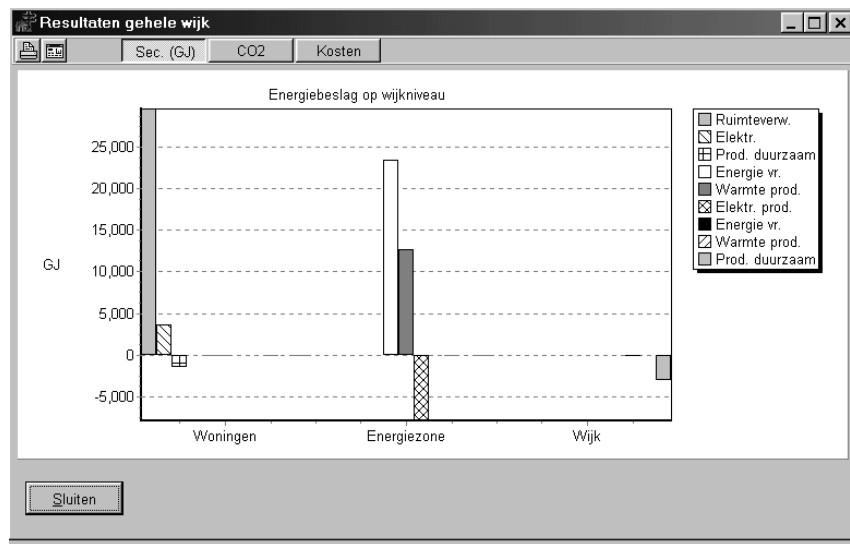 Resultaten gehele wijk
Sec. (GJ) CO2 Kosten
Energiebeslag op wijkniveau
25,000
20,000
15,000
GJ
10,000
5,000
0
-5,000
Woningen Energiezone Wijk
Ruimteverw.
Elektr.
Prod. duurzaam
Energie vr.
Warmte prod.
Elektr. prod.
Energie vr.
Warmte prod.
Prod. duurzaam
Sluiten